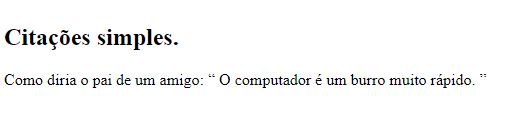 Citações simples.
Como diria o pai de um amigo: “ O computador é um burro muito rápido. ”